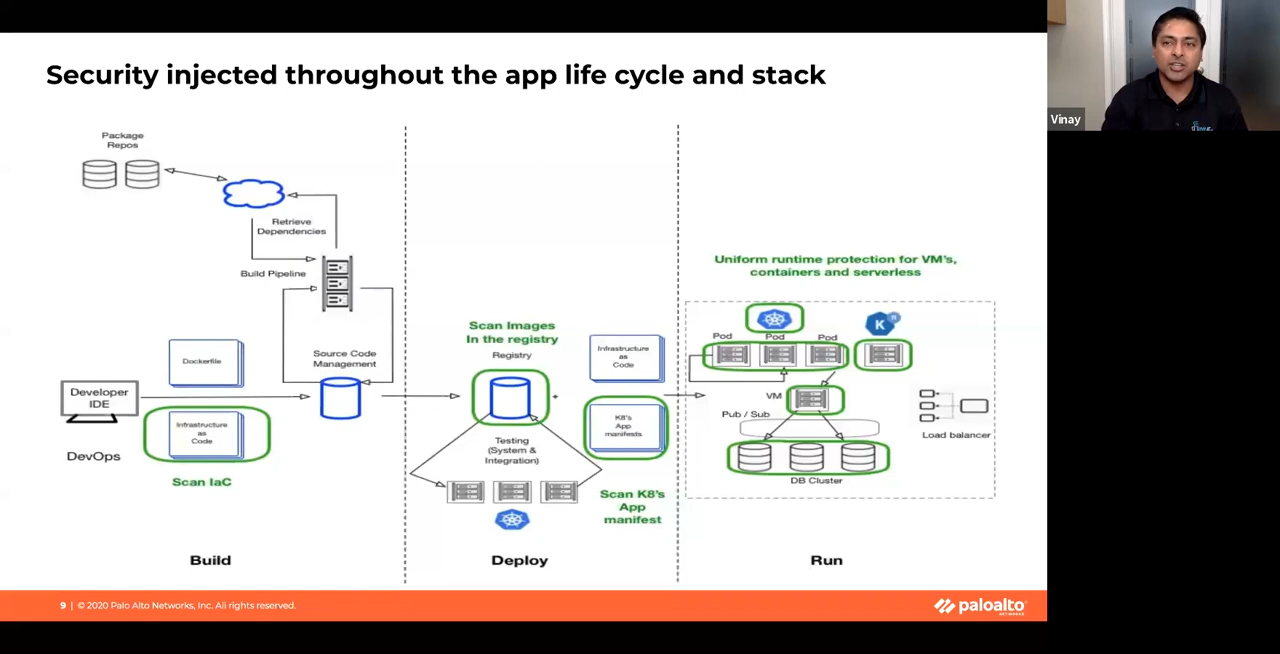 Security injected throughout the app life cycle and stack
Vinay
Package
Repos
Retrieve
Dependencies
Build Pipeline
Source Code
Management
Dockerfile
Developer
IDE
Infrastructure
as
Code
DevOps
Scan IaC
Build
Scan Images
In the registry
Registry
Infrastructure
as
Code
K8's
App
manifests
Testing
(System &
Integration)
Scan K8's
App
manifest
Deploy
Uniform runtime protection for VM's,
containers and serverless
K
Pod
Pod
Pod
VM
Pub / Sub
Load balancer
DB Cluster
Run
9 | © 2020 Palo Alto Networks, Inc. All rights reserved.
paloalto
NETWORKS